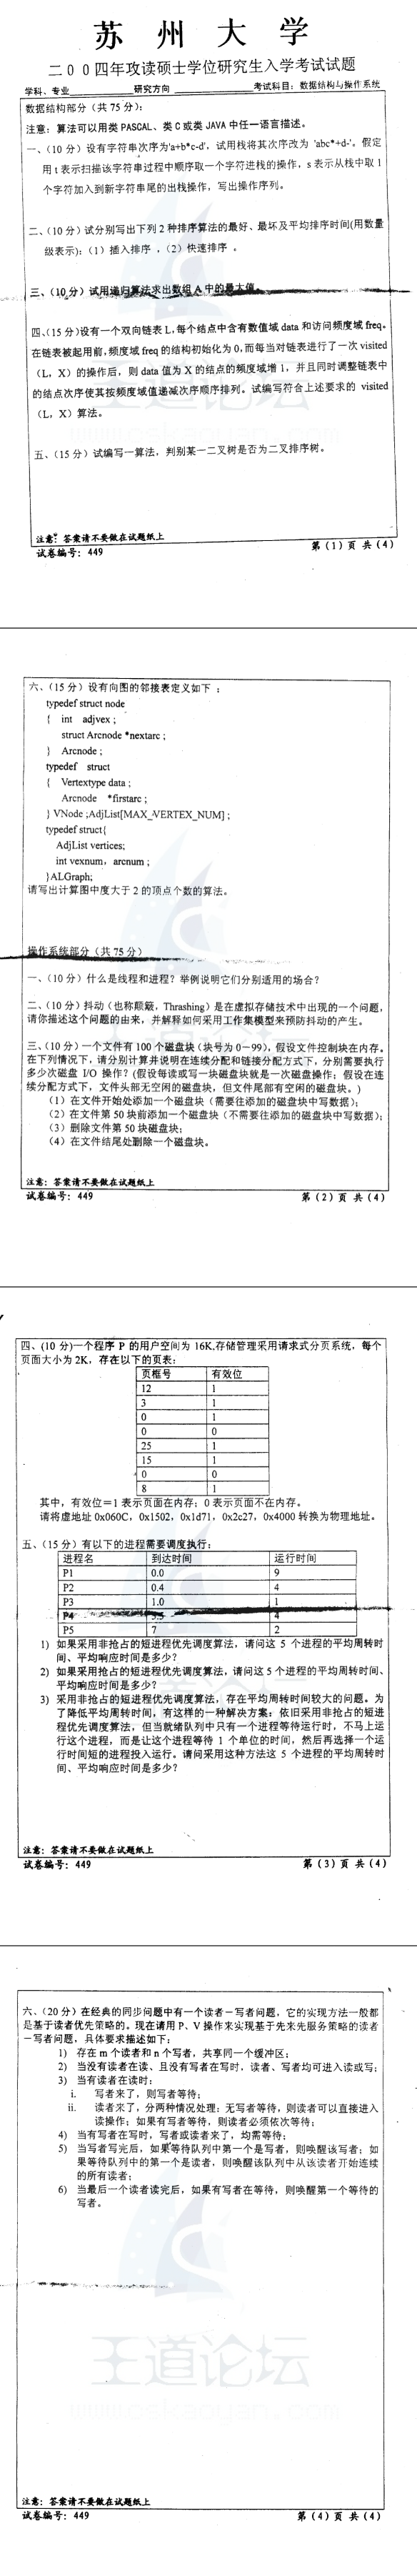 苏州大学
二00四年攻读硕士学位研究生入学考试试题
学科、专业 研究方向 考试科目：数据结构与操作系统
数据结构部分（共 75 分）：
注意：算法可以用类 PASCAL、类 C 或类 JAVA 中任一语言描述。
一、（10 分）设有字符串次序为'a+b*c-d'，试用栈将其次序改为 'abc*+d-'。假定
用 t 表示扫描该字符串过程中顺序取一个字符进栈的操作，s 表示从栈中取 1
个字符加入到新字符串尾的出栈操作，写出操作序列。
二、（10 分）试分别写出下列 2 种排序算法的最好、最坏及平均排序时间(用数量
级表示)：（1）插入排序 。（2）快速排序 。
三、（10 分）试用递归算法求出数组 A 中的最大值。
四、（15 分）设有一个双向链表 L，每个结点中含有数值域 data 和访问频度域 freq。
在链表被起用前，频度域 freq 的结构初始化为 0，而每当对链表进行了一次 visited
（L，X）的操作后，则 data 值为 X 的结点的频度域增 1，并且同时调整链表中
的结点次序使其按频度域值递减次序顺序排列。试编写符合上述要求的 visited
（L，X）算法。
五、（15 分）试编写一算法，判别某一二叉树是否为二叉排序树。
注意：答案请不要做在试题纸上
试卷编号：449 第（1）页 共（4）
六、（15 分）设有向图的邻接表定义如下 ：
typedef struct node
{ int adjvex ;
struct Arcnode *nextarc ;
} Arcnode ;
typedef struct
{ Vertextype data ;
Arcnode *firstarc ;
} VNode ;AdjList[MAX_VERTEX_NUM] ;
typedef struct{
AdjList vertices;
int vexnum，arcnum ;
}ALGraph;
请写出计算图中度大于 2 的顶点个数的算法。
操作系统部分（共 75 分）
一、（10 分）什么是线程和进程？举例说明它们分别适用的场合？
二、（10 分）抖动（也称颠簸，Thrashing）是在虚拟存储技术中出现的一个问题，
请你描述这个问题的由来，并解释如何采用工作集模型来预防抖动的产生。
三、（10 分）一个文件有 100 个磁盘块（块号为 0－99），假设文件控制块在内存。
在下列情况下，请分别计算并说明在连续分配和链接分配方式下，分别需要执行
多少次磁盘 I/O 操作？(假设每读或写一块磁盘块就是一次磁盘操作；假设在连
续分配方式下，文件头部无空闲的磁盘块，但文件尾部有空闲的磁盘块。)
（1）在文件开始处添加一个磁盘块（需要往添加的磁盘块中写数据）；
（2）在文件第 50 块前添加一个磁盘块（不需要往添加的磁盘块中写数据）；
（3）删除文件第 50 块磁盘块；
（4）在文件结尾处删除一个磁盘块。
注意：答案请不要做在试题纸上
试卷编号：449 第（2）页 共（4）
四、(10 分)一个程序 P 的用户空间为 16K,存储管理采用请求式分页系统，每个
页面大小为 2K，存在以下的页表：
页框号 有效位
12 1
3 1
0 1
0 0
25 1
15 1
0 0
8 1
其中，有效位＝1 表示页面在内存；0 表示页面不在内存。
请将虚地址 0x060C，0x1502，0x1d71，0x2c27，0x4000 转换为物理地址。
五、（15 分）有以下的进程需要调度执行：
进程名 到达时间 运行时间
P1 0.0 9
P2 0.4 4
P3 1.0 1
P4 5.5 4
P5 7 2
1) 如果采用非抢占的短进程优先调度算法，请问这 5 个进程的平均周转时
间、平均响应时间是多少？
2) 如果采用抢占的短进程优先调度算法，请问这 5 个进程的平均周转时间、
平均响应时间是多少？
3) 采用非抢占的短进程优先调度算法，存在平均周转时间较大的问题。为
了降低平均周转时间，有这样的一种解决方案：依旧采用非抢占的短进
程优先调度算法，但当就绪队列中只有一个进程等待运行时，不马上运
行这个进程，而是让这个进程等待 1 个单位的时间，然后再选择一个运
行时间短的进程投入运行。请问采用这种方法这 5 个进程的平均周转时
间、平均响应时间是多少？
注意：答案请不要做在试题纸上
试卷编号：449 第（3）页 共（4）
六、（20 分）在经典的同步问题中有一个读者－写者问题，它的实现方法一般都
是基于读者优先策略的。现在请用 P、V 操作来实现基于先来先服务策略的读者
－写者问题，具体要求描述如下：
1) 存在 m 个读者和 n 个写者，共享同一个缓冲区；
2) 当没有读者在读、且没有写者在写时，读者、写者均可进入读或写；
3) 当有读者在读时：
i. 写者来了，则写者等待；
ii. 读者来了，分两种情况处理：无写者等待，则读者可以直接进入
读操作；如果有写者等待，则读者必须依次等待；
4) 当有写者在写时，写者或读者来了，均需等待；
5) 当写者写完后，如果等待队列中第一个是写者，则唤醒该写者；如
果等待队列中的第一个是读者，则唤醒该队列中从该读者开始连续
的所有读者；
6) 当最后一个读者读完后，如果有写者在等待，则唤醒第一个等待的
写者。
王道论坛
注意：答案请不要做在试题纸上
试卷编号：449 第（4）页 共（4）